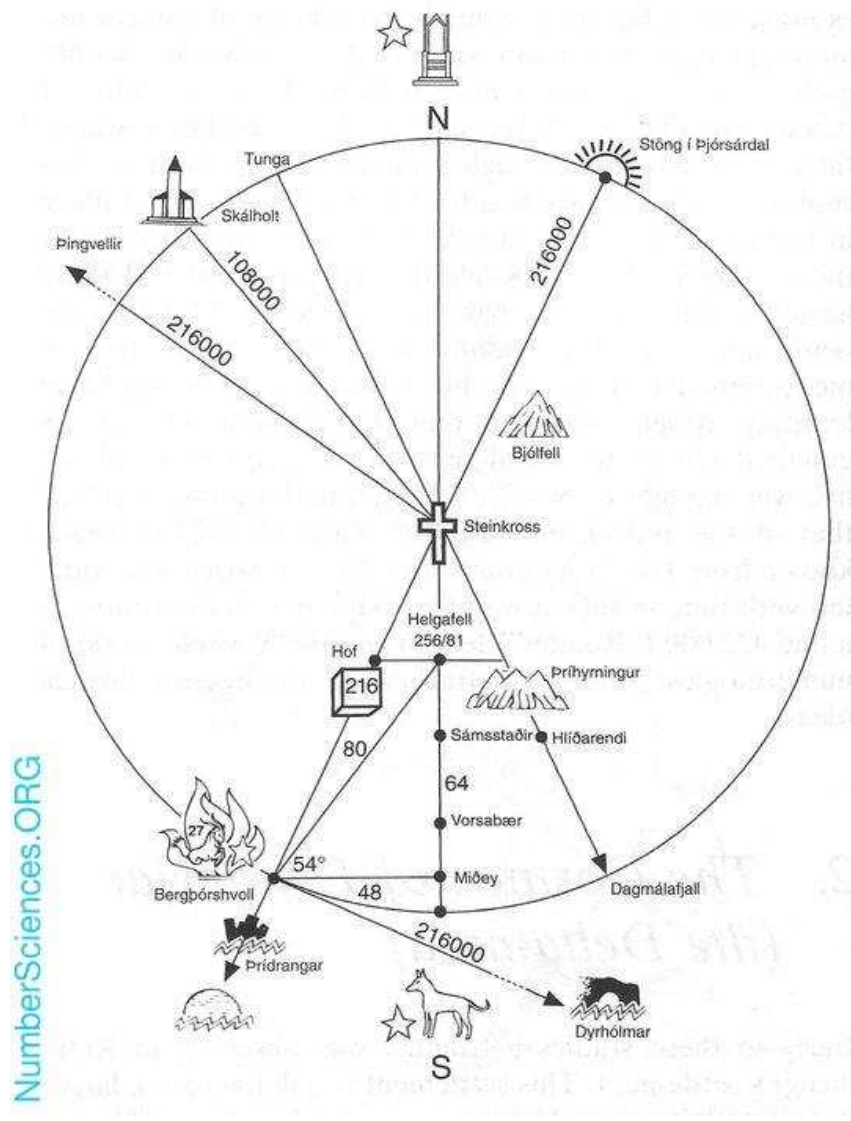 N
Stöng í Þjórsárdal
Tunga
Skálholt
Þingvellir
108000
216000
216000
Bjólfell
Steinkross
Helgafell
256/81
Hof
216
Þríhyrningur
80
Sámsstaðir
Hlíðarendi
64
Vorsabær
27
54°
Miðey
Bergþórshvoll
48
Dagmálafjall
216000
Þrídrangar
Dyrhólmar
S
NumberSciences.ORG